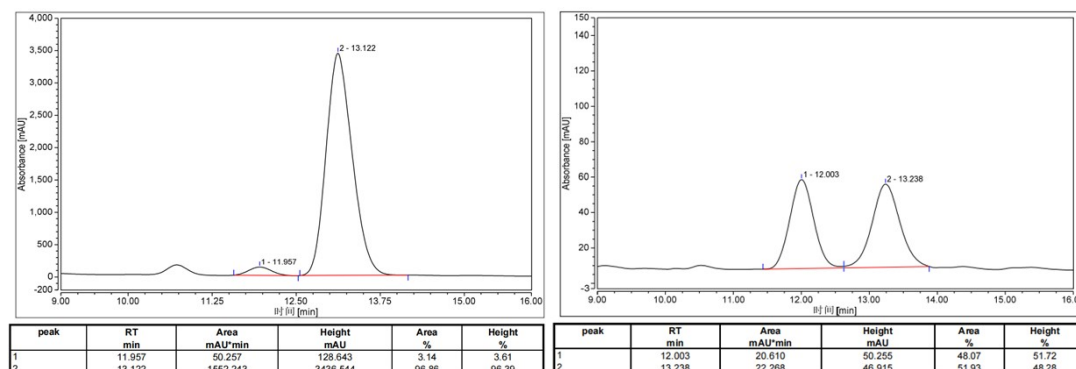 4,000
3,500
3,000
2,500
2,000
1,500
1,000
500
0
-200
Absorbance [mAU]
2 - 13.122
1 - 11.957
9.00 10.00 11.25 12.50 13.75 15.00 16.00
[min]
peak RT Area Height Area Height
min mAU*min mAU % %
1 11.957 50.257 128.643 3.14 3.61
2 13.122 1552.243 3436.544 96.86 96.39
150
140
120
100
80
60
40
20
-3
Absorbance [mAU]
1 - 12.003
2 - 13.238
9.00 10.00 11.00 12.00 13.00 14.00 15.00 16.00
[min]
peak RT Area Height Area Height
min mAU*min mAU % %
1 12.003 20.610 50.255 48.07 51.72
2 13.238 22.268 46.915 51.93 48.28